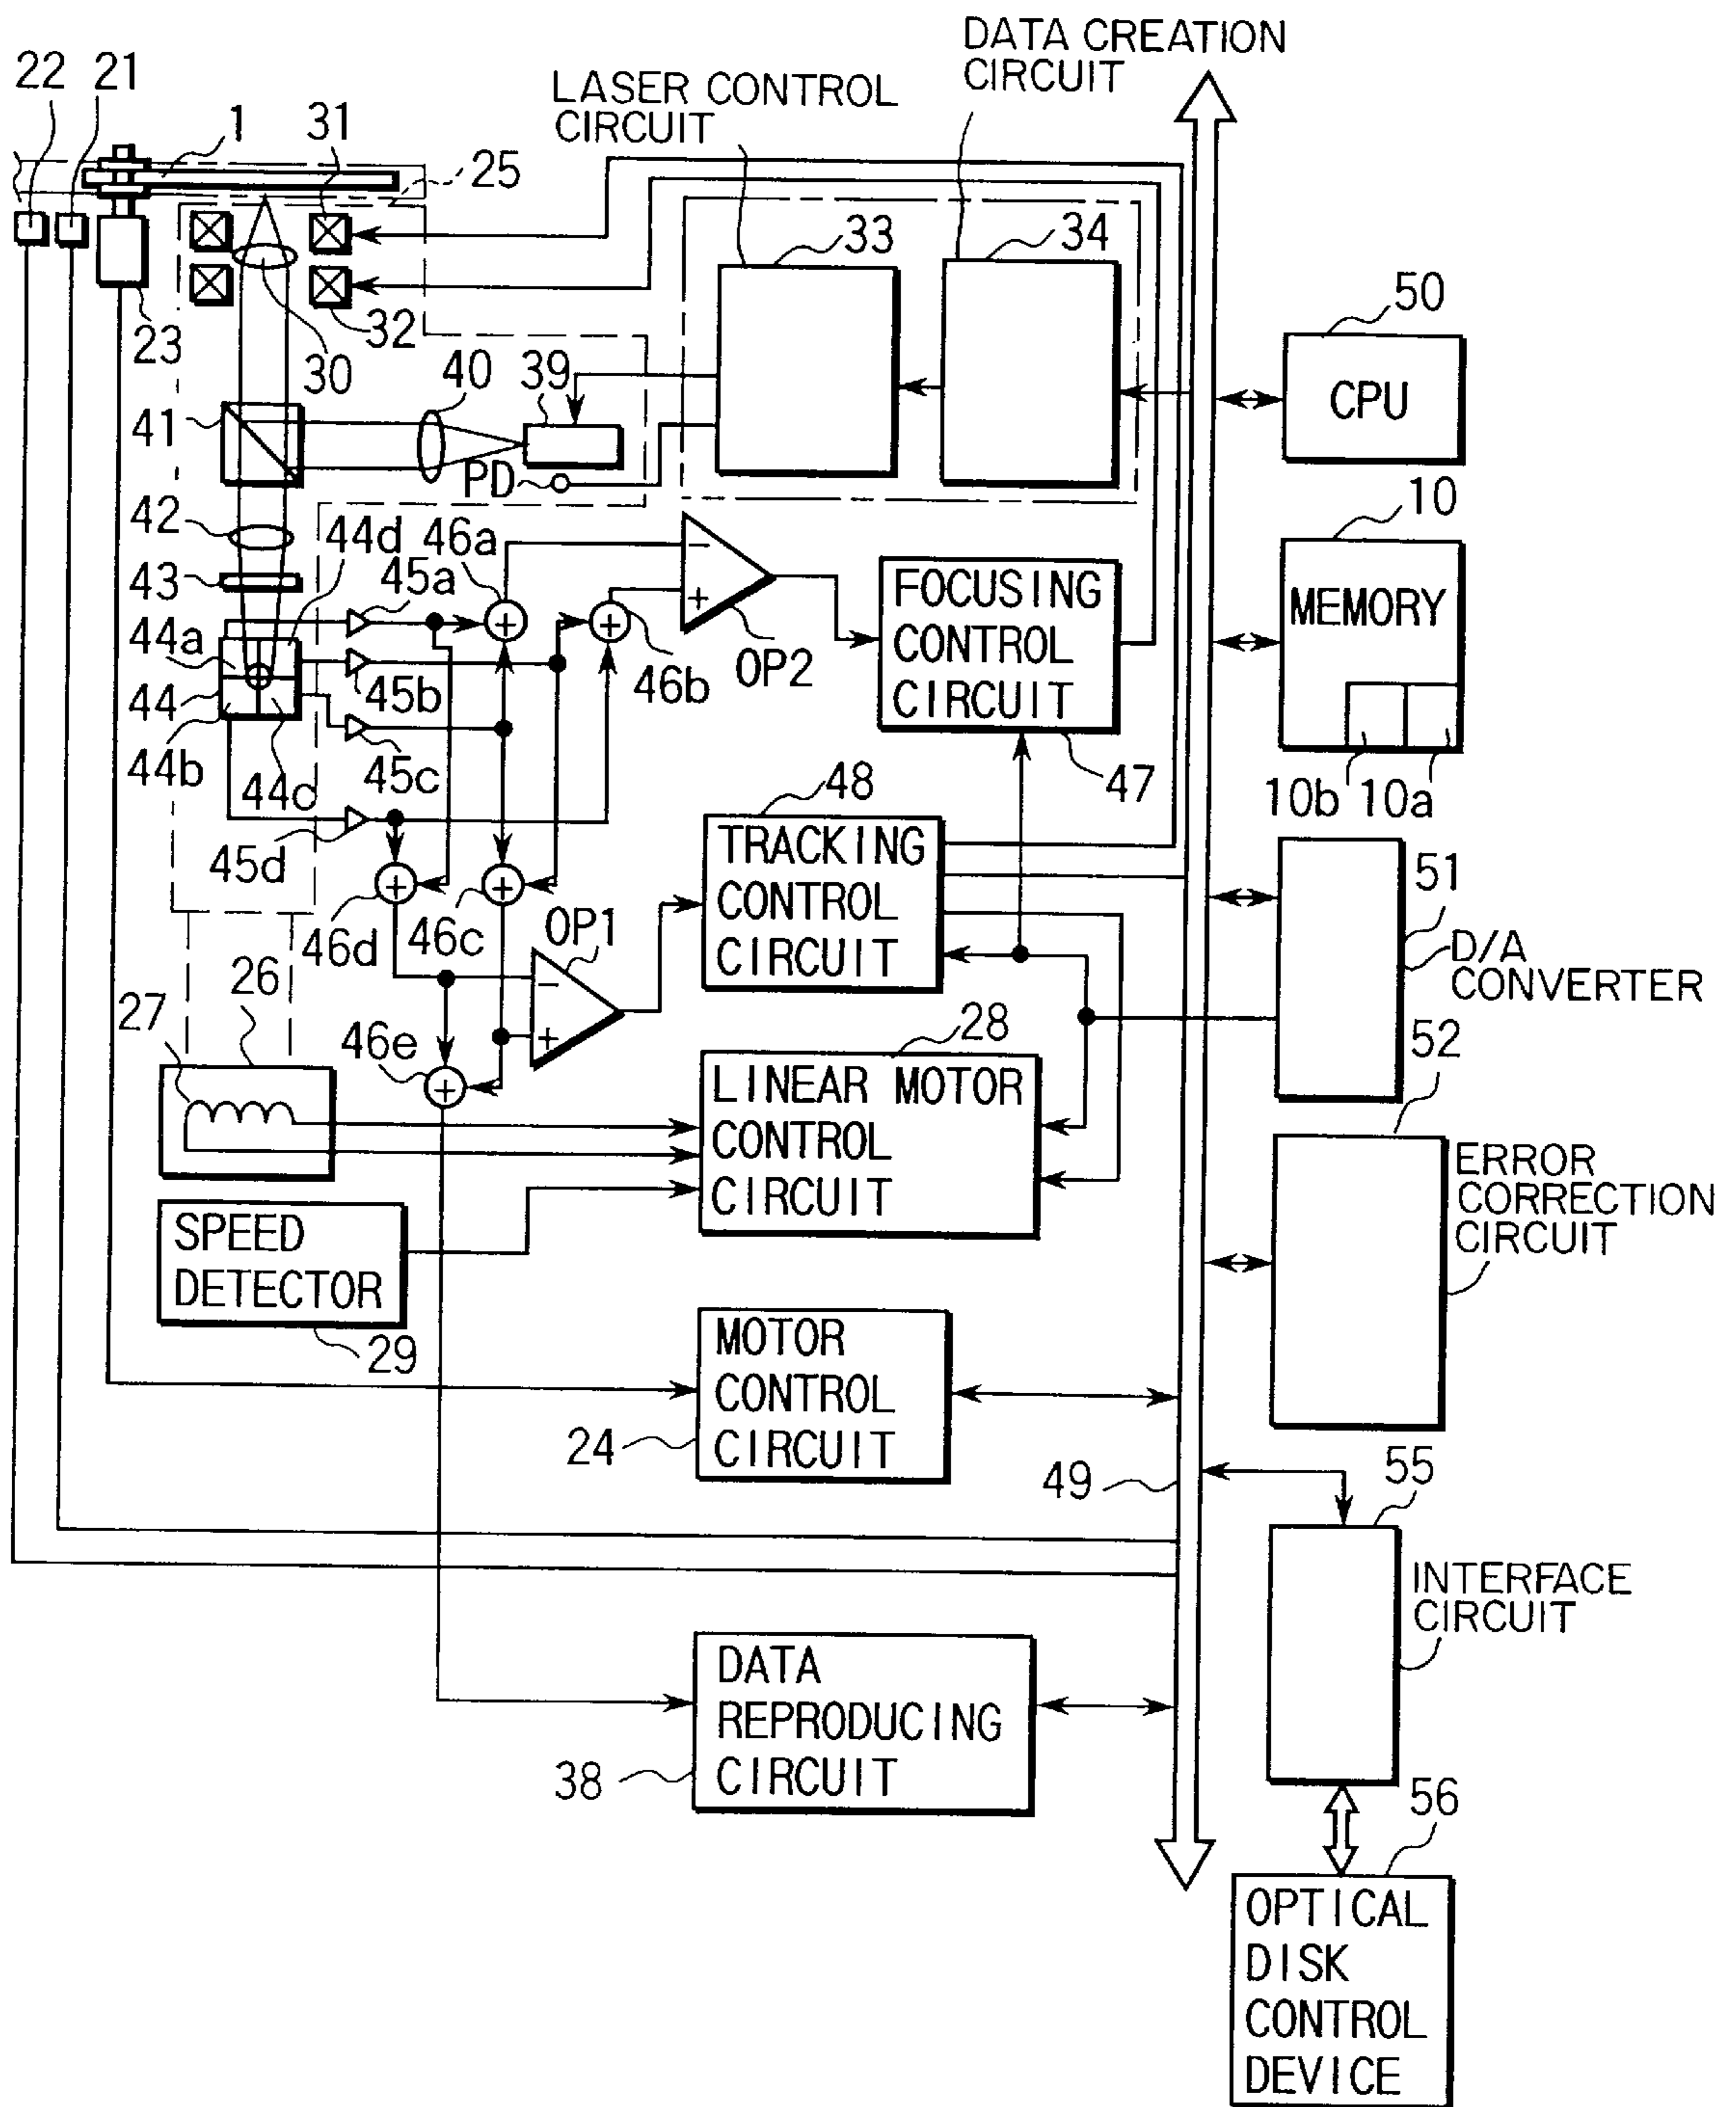 DATA CREATION
CIRCUIT
LASER CONTROL
CIRCUIT
22
21
1
31
25
33
34
23
30
32
50
CPU
40
39
41
PD
10
MEMORY
10b
10a
42
44d
46a
43
45a
44a
45b
46b
44
45c
44b
44c
45d
−
+
OP2
FOCUSING
CONTROL
CIRCUIT
47
+
+
48
TRACKING
CONTROL
CIRCUIT
51
D/A
CONVERTER
+
+
46d
46c
OP1
−
+
27
26
46e
+
28
LINEAR MOTOR
CONTROL
CIRCUIT
52
ERROR
CORRECTION
CIRCUIT
SPEED
DETECTOR
29
MOTOR
CONTROL
CIRCUIT
24
49
55
INTERFACE
CIRCUIT
DATA
REPRODUCING
CIRCUIT
38
56
OPTICAL
DISK
CONTROL
DEVICE